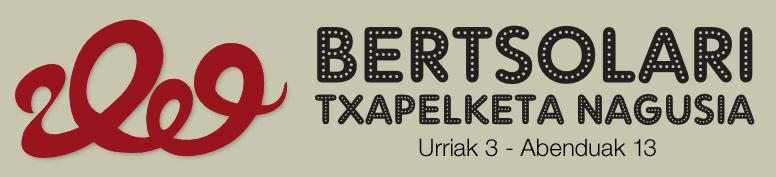 2009
BERTSOLARI
TXAPELKETA NAGUSIA
Urriak 3 - Abenduak 13